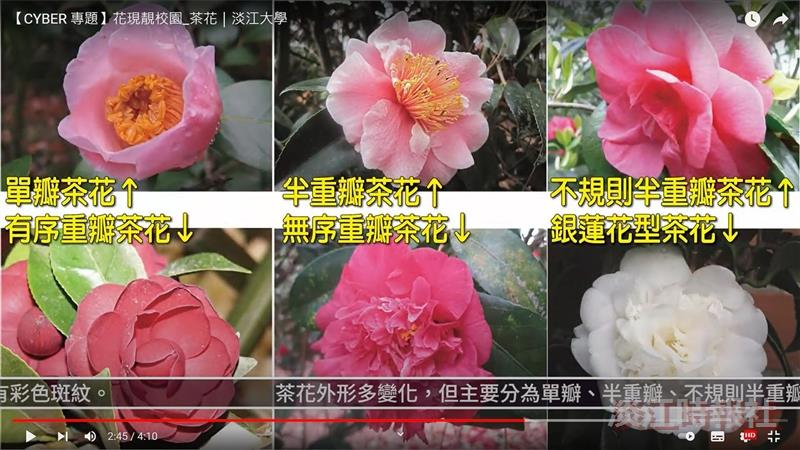 【CYBER 專題】花現靚校園_茶花｜淡江大學
單瓣茶花↑
半重瓣茶花↑
不規則半重瓣茶花↑
有序重瓣茶花↓
無序重瓣茶花↓
銀蓮花型茶花↓
有彩色斑紋。
茶花外形多變化，但主要分為單瓣、半重瓣、不規則半重瓣
淡江時報社
2:45 / 4:10
HD